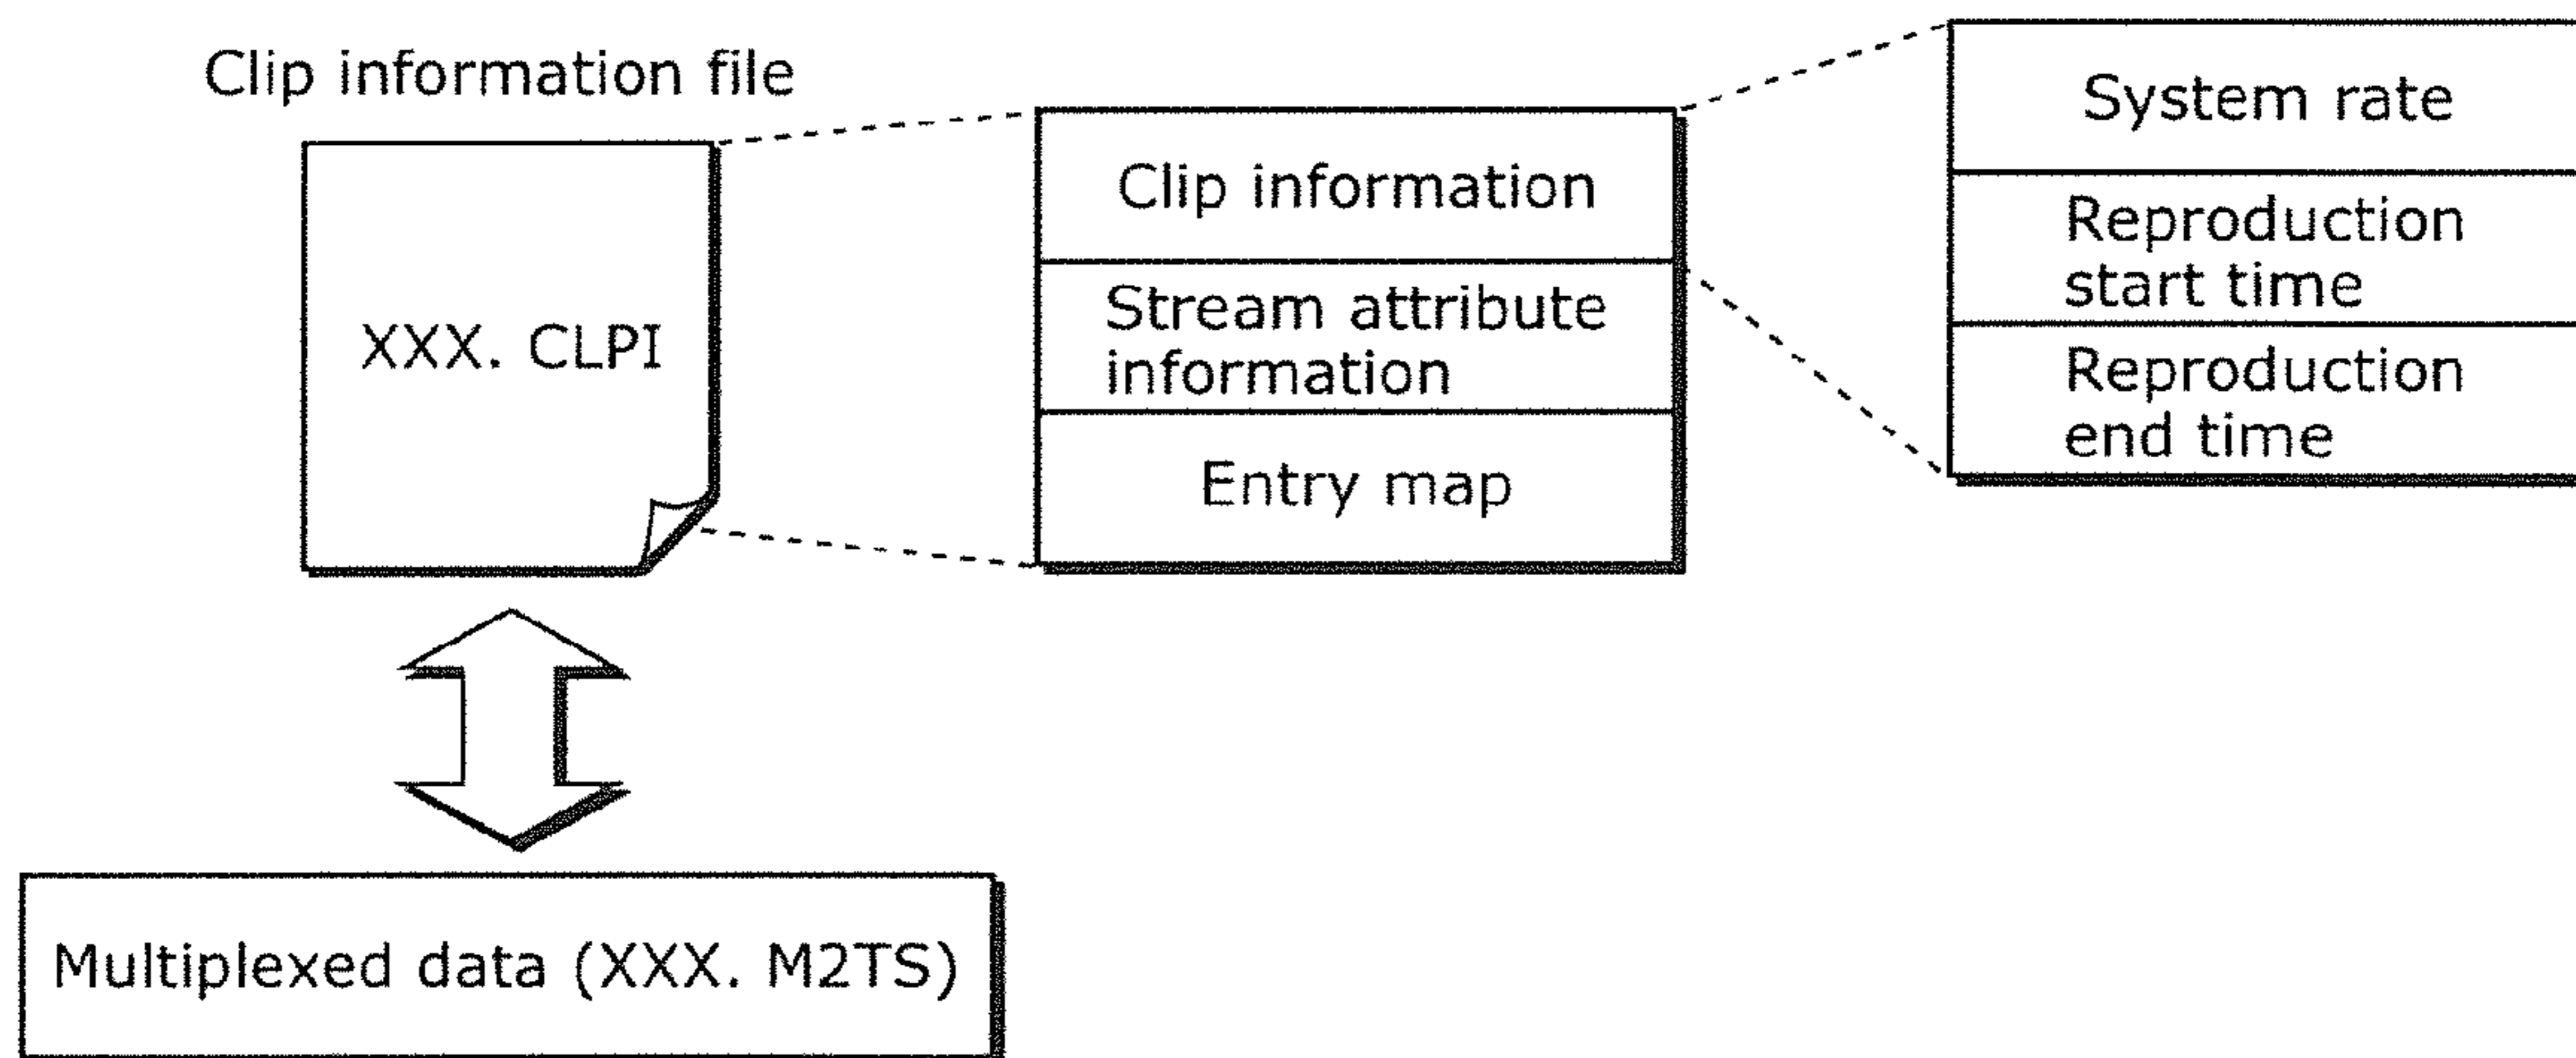 Clip information file
XXX. CLPI
Clip information
Stream attribute
information
Entry map
System rate
Reproduction
start time
Reproduction
end time
Multiplexed data (XXX. M2TS)